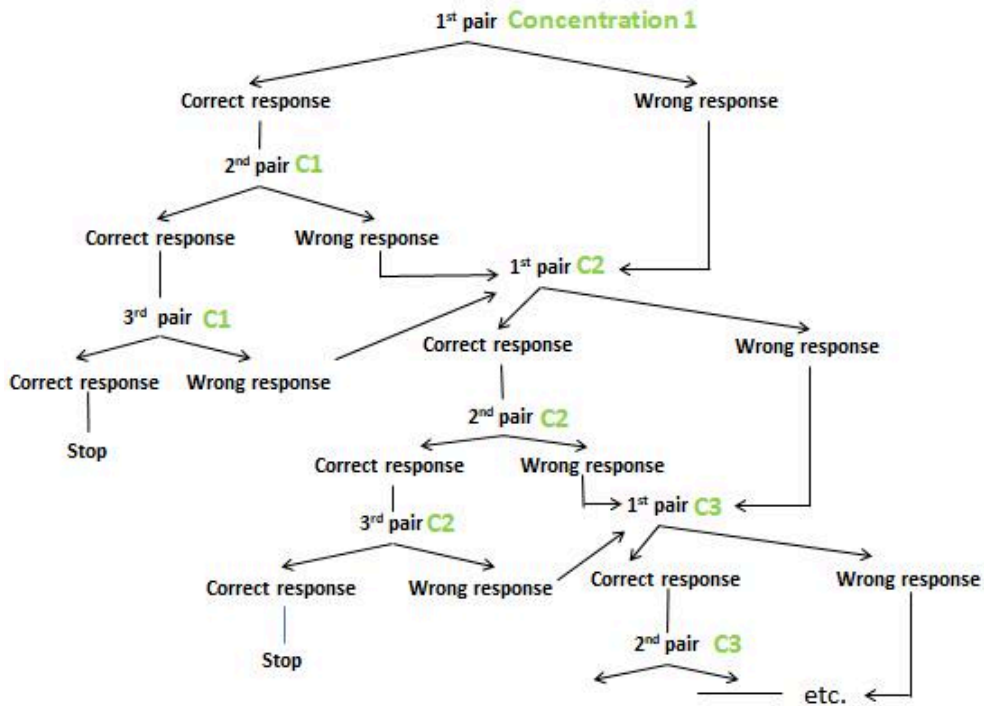 1st pair Concentration 1
Correct response
Wrong response
2nd pair C1
Correct response
Wrong response
1st pair C2
3rd pair C1
Correct response
Wrong response
Correct response
Wrong response
Stop
2nd pair C2
Correct response
Wrong response
1st pair C3
3rd pair C2
Correct response
Wrong response
Correct response
Wrong response
Stop
2nd pair C3
etc.